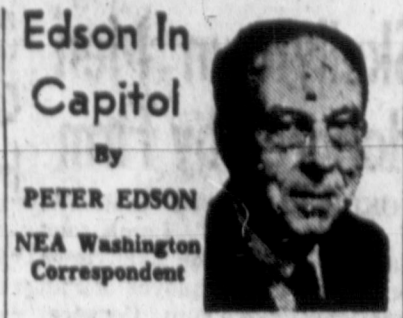 Edson In
Capitol
By
PETER EDSON
NEA Washington
Correspondent